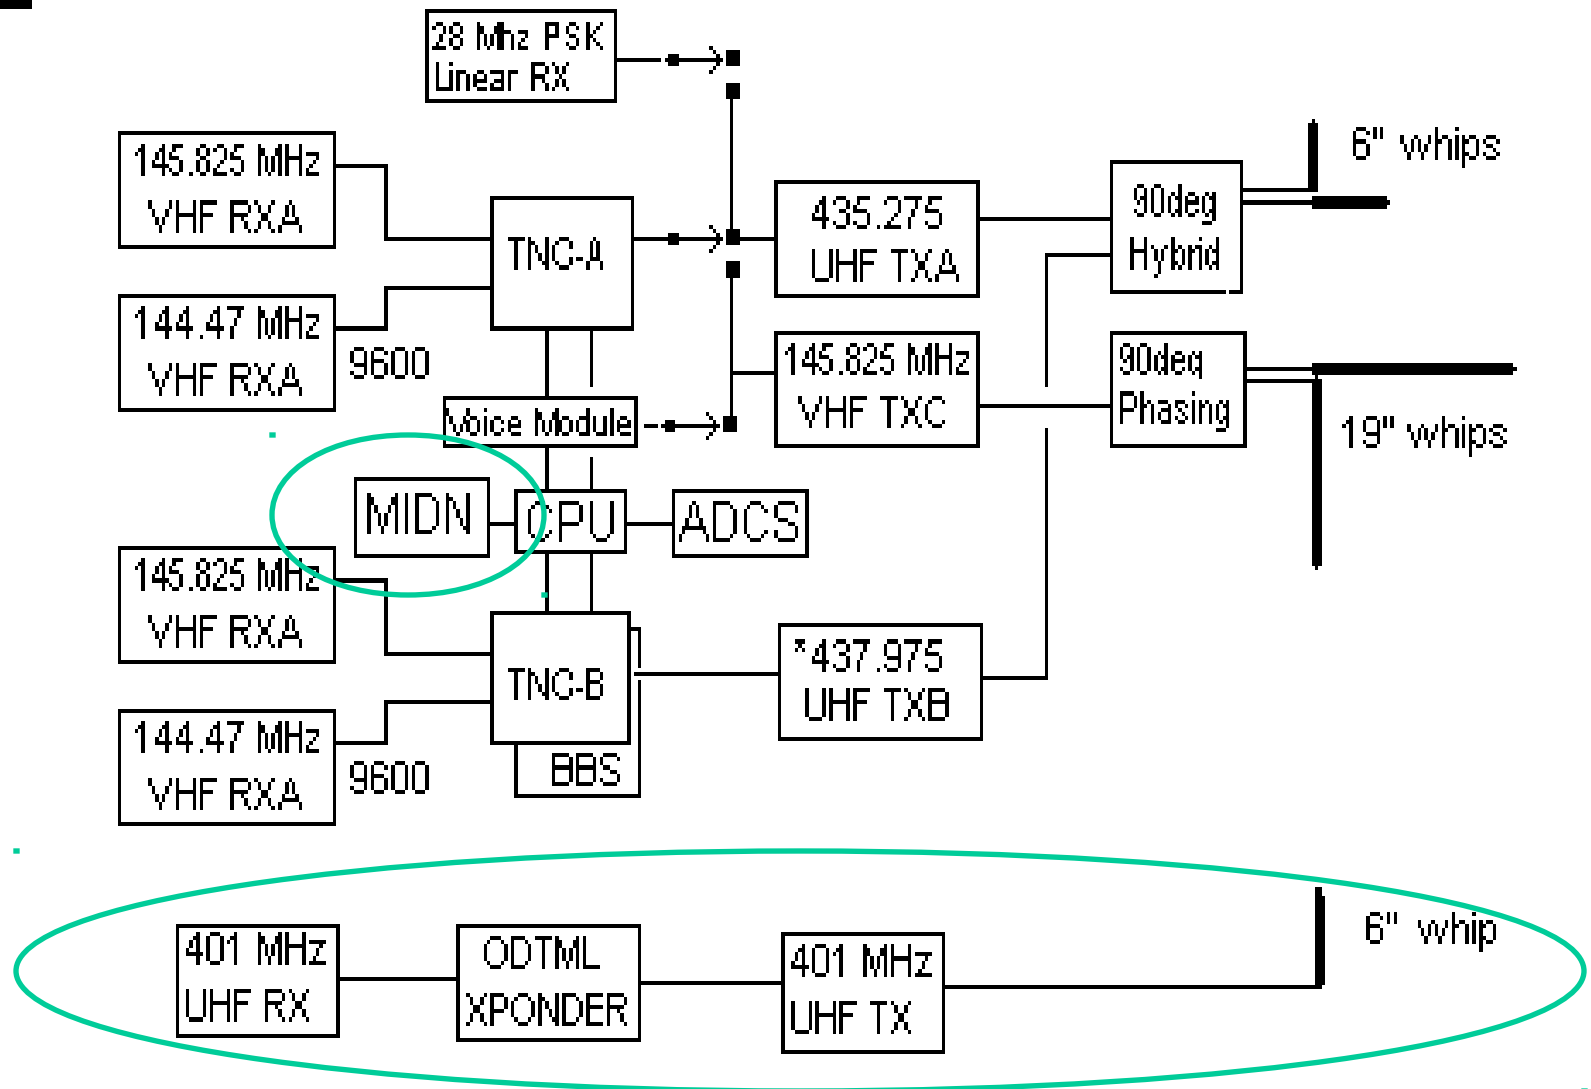 28 Mhz PSK
Linear RX
145.825 MHz
VHF RXA
6" whips
90deg
Hybrid
435.275
UHF TXA
TNC-A
144.47 MHz
VHF RXA
9600
145.825 MHz
VHF TXC
90deg
Phasing
19" whips
Voice Module
MIDN
CPU
ADCS
145.825 MHz
VHF RXA
TNC-B
*437.975
UHF TXB
144.47 MHz
VHF RXA
9600
BBS
401 MHz
UHF RX
ODTML
XPONDER
401 MHz
UHF TX
6" whip